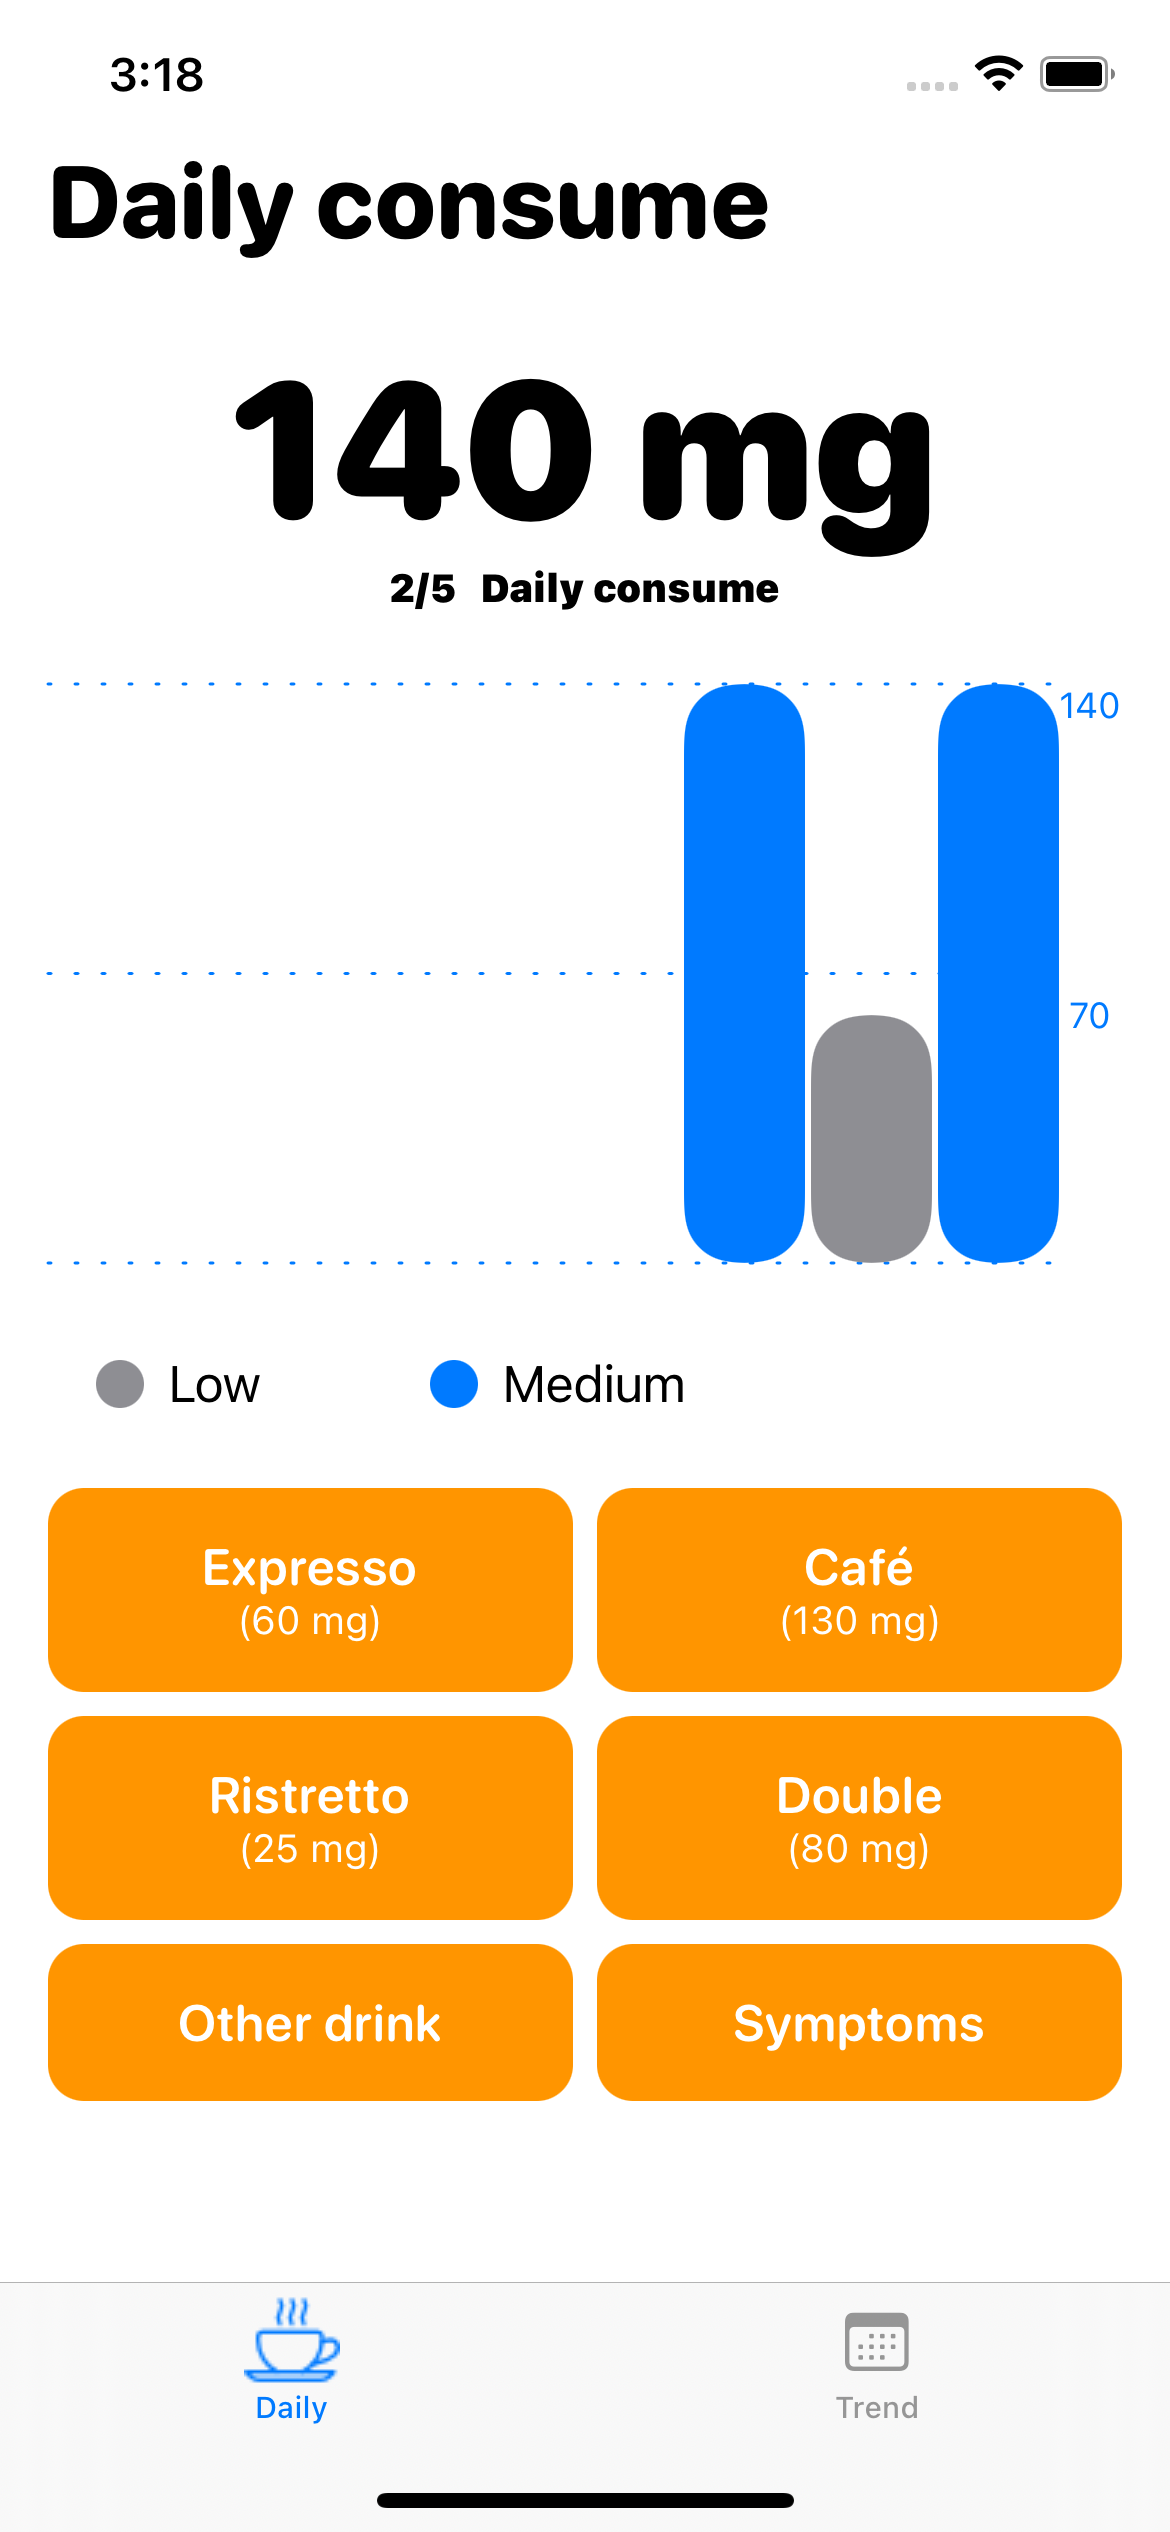 3:18
Daily consume
140 mg
2/5 Daily consume
140
70
Low
Medium
Expresso
(60 mg)
Café
(130 mg)
Ristretto
(25 mg)
Double
(80 mg)
Other drink
Symptoms
Daily
Trend